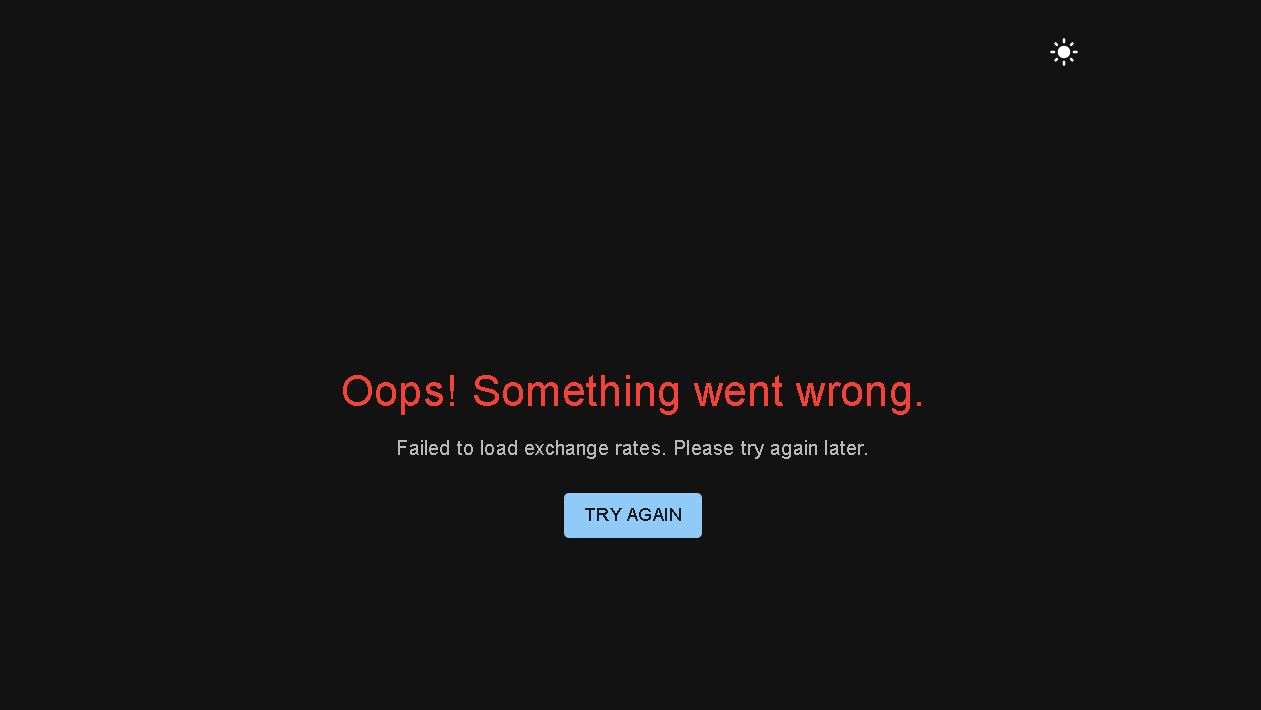 Oops! Something went wrong.
Failed to load exchange rates. Please try again later.
TRY AGAIN